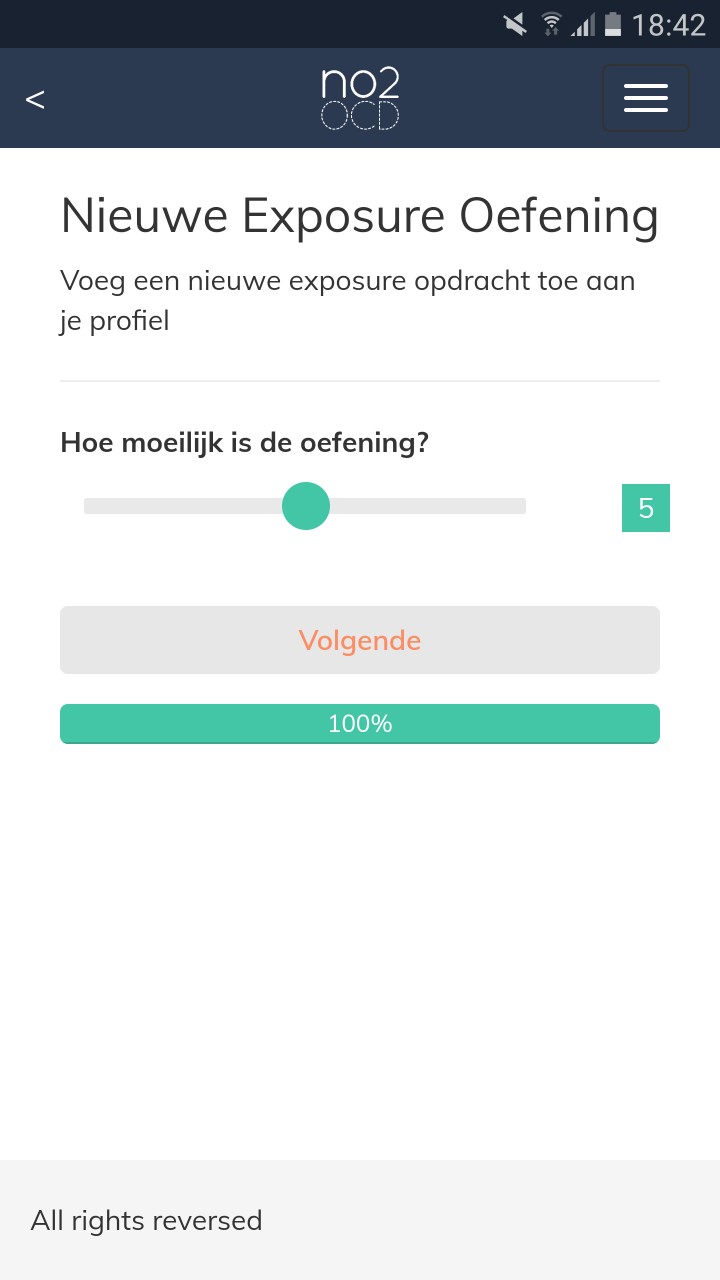 18:42
<
no2
OCD
Nieuwe Exposure Oefening
Voeg een nieuwe exposure opdracht toe aan
je profiel
Hoe moeilijk is de oefening?
5
Volgende
100%
All rights reversed